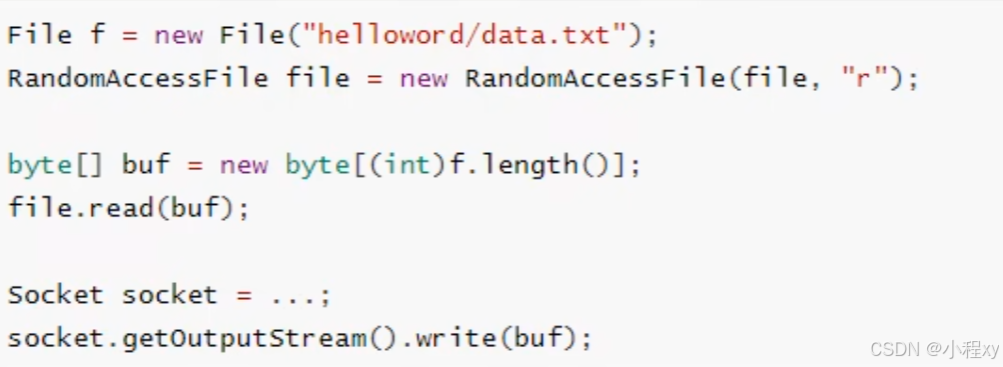 File f = new File("helloword/data.txt");
RandomAccessFile file = new RandomAccessFile(file, "r");
byte[] buf = new byte[(int)f.length()];
file.read(buf);
Socket socket = ...;
socket.getOutputStream().write(buf);
CSDN @小程xy